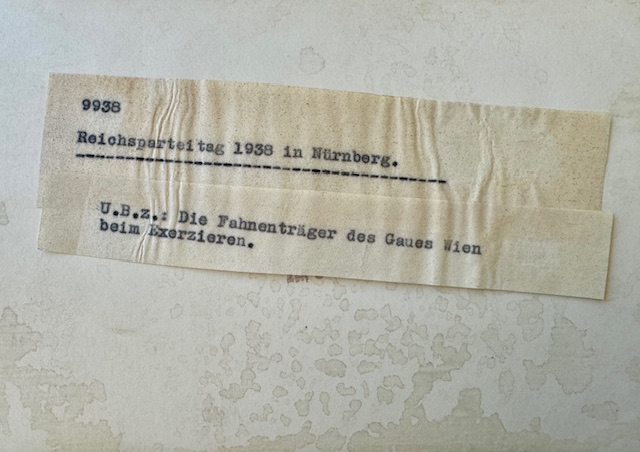 9938
Reichsparteitag 1938 in Nürnberg.
U.B.z.: Die Fahnenträger des Gaues Wien
beim Exerzieren.